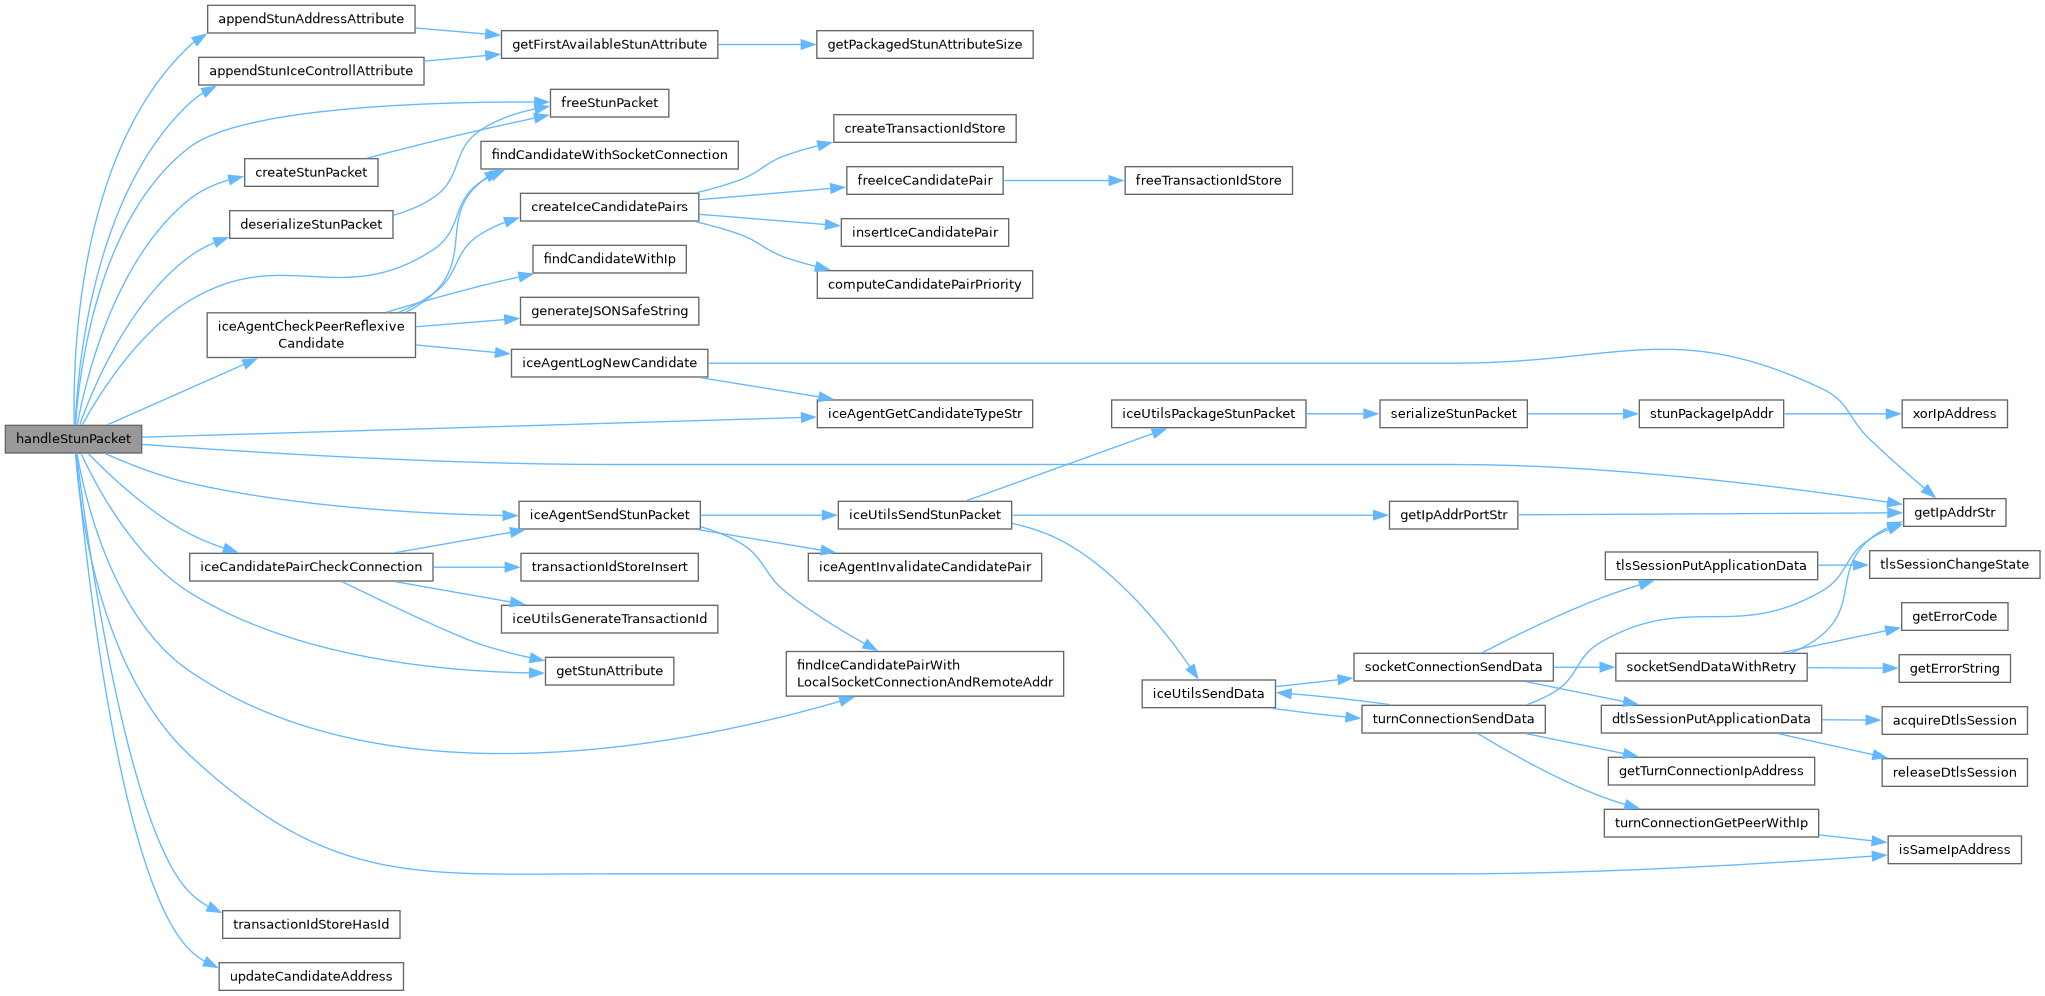 handleStunPacket
appendStunAddressAttribute
appendStunIceControllAttribute
createStunPacket
deserializeStunPacket
iceAgentCheckPeerReflexive
Candidate
iceCandidatePairCheckConnection
transactionIdStoreHasId
updateCandidateAddress
getFirstAvailableStunAttribute
freeStunPacket
findCandidateWithSocketConnection
createIceCandidatePairs
findCandidateWithIp
generateJSONSafeString
iceAgentLogNewCandidate
iceAgentSendStunPacket
transactionIdStoreInsert
iceUtilsGenerateTransactionId
getStunAttribute
getPackagedStunAttributeSize
createTransactionIdStore
freeIceCandidatePair
insertIceCandidatePair
computeCandidatePairPriority
iceAgentGetCandidateTypeStr
iceUtilsSendStunPacket
iceAgentInvalidateCandidatePair
findIceCandidatePairWith
LocalSocketConnectionAndRemoteAddr
freeTransactionIdStore
iceUtilsPackageStunPacket
iceUtilsSendData
serializeStunPacket
getIpAddrPortStr
socketConnectionSendData
turnConnectionSendData
stunPackageIpAddr
tlsSessionPutApplicationData
socketSendDataWithRetry
dtlsSessionPutApplicationData
getTurnConnectionIpAddress
turnConnectionGetPeerWithIp
xorIpAddress
getIpAddrStr
tlsSessionChangeState
getErrorCode
getErrorString
acquireDtlsSession
releaseDtlsSession
isSameIpAddress